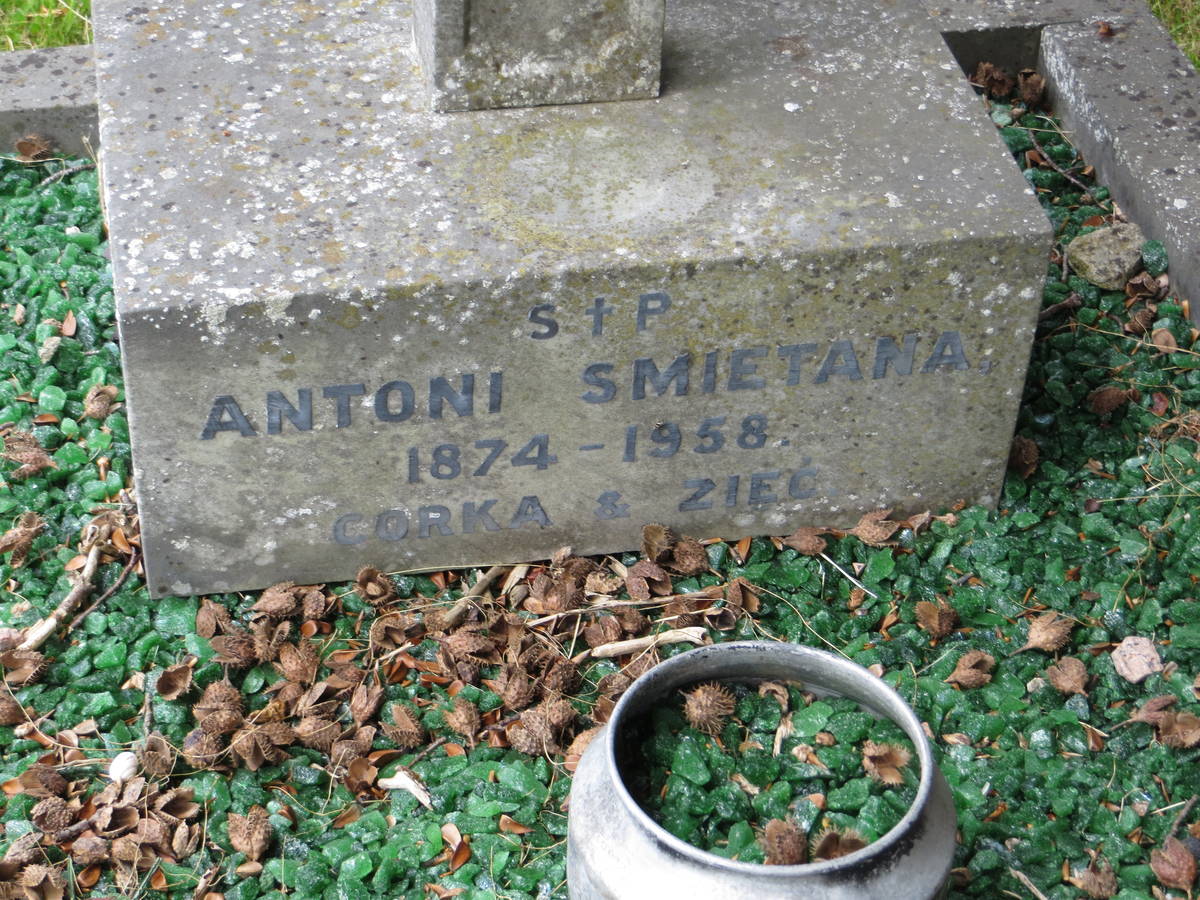 S✝P
ANTONI SMIETANA,
1874-1958.
CORKA & ZIEĆ.